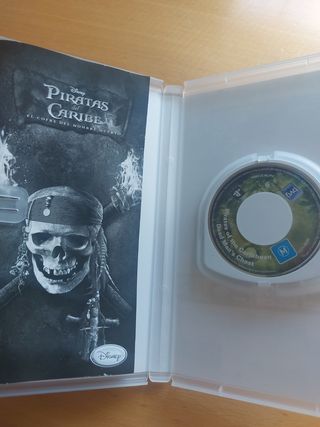 Disney
PIRATAS
del
CARIBE
EL COFRE DEL HOMBRE MUERTO
Disney
Pirates of the Caribbean
Dead Man's Chest
M